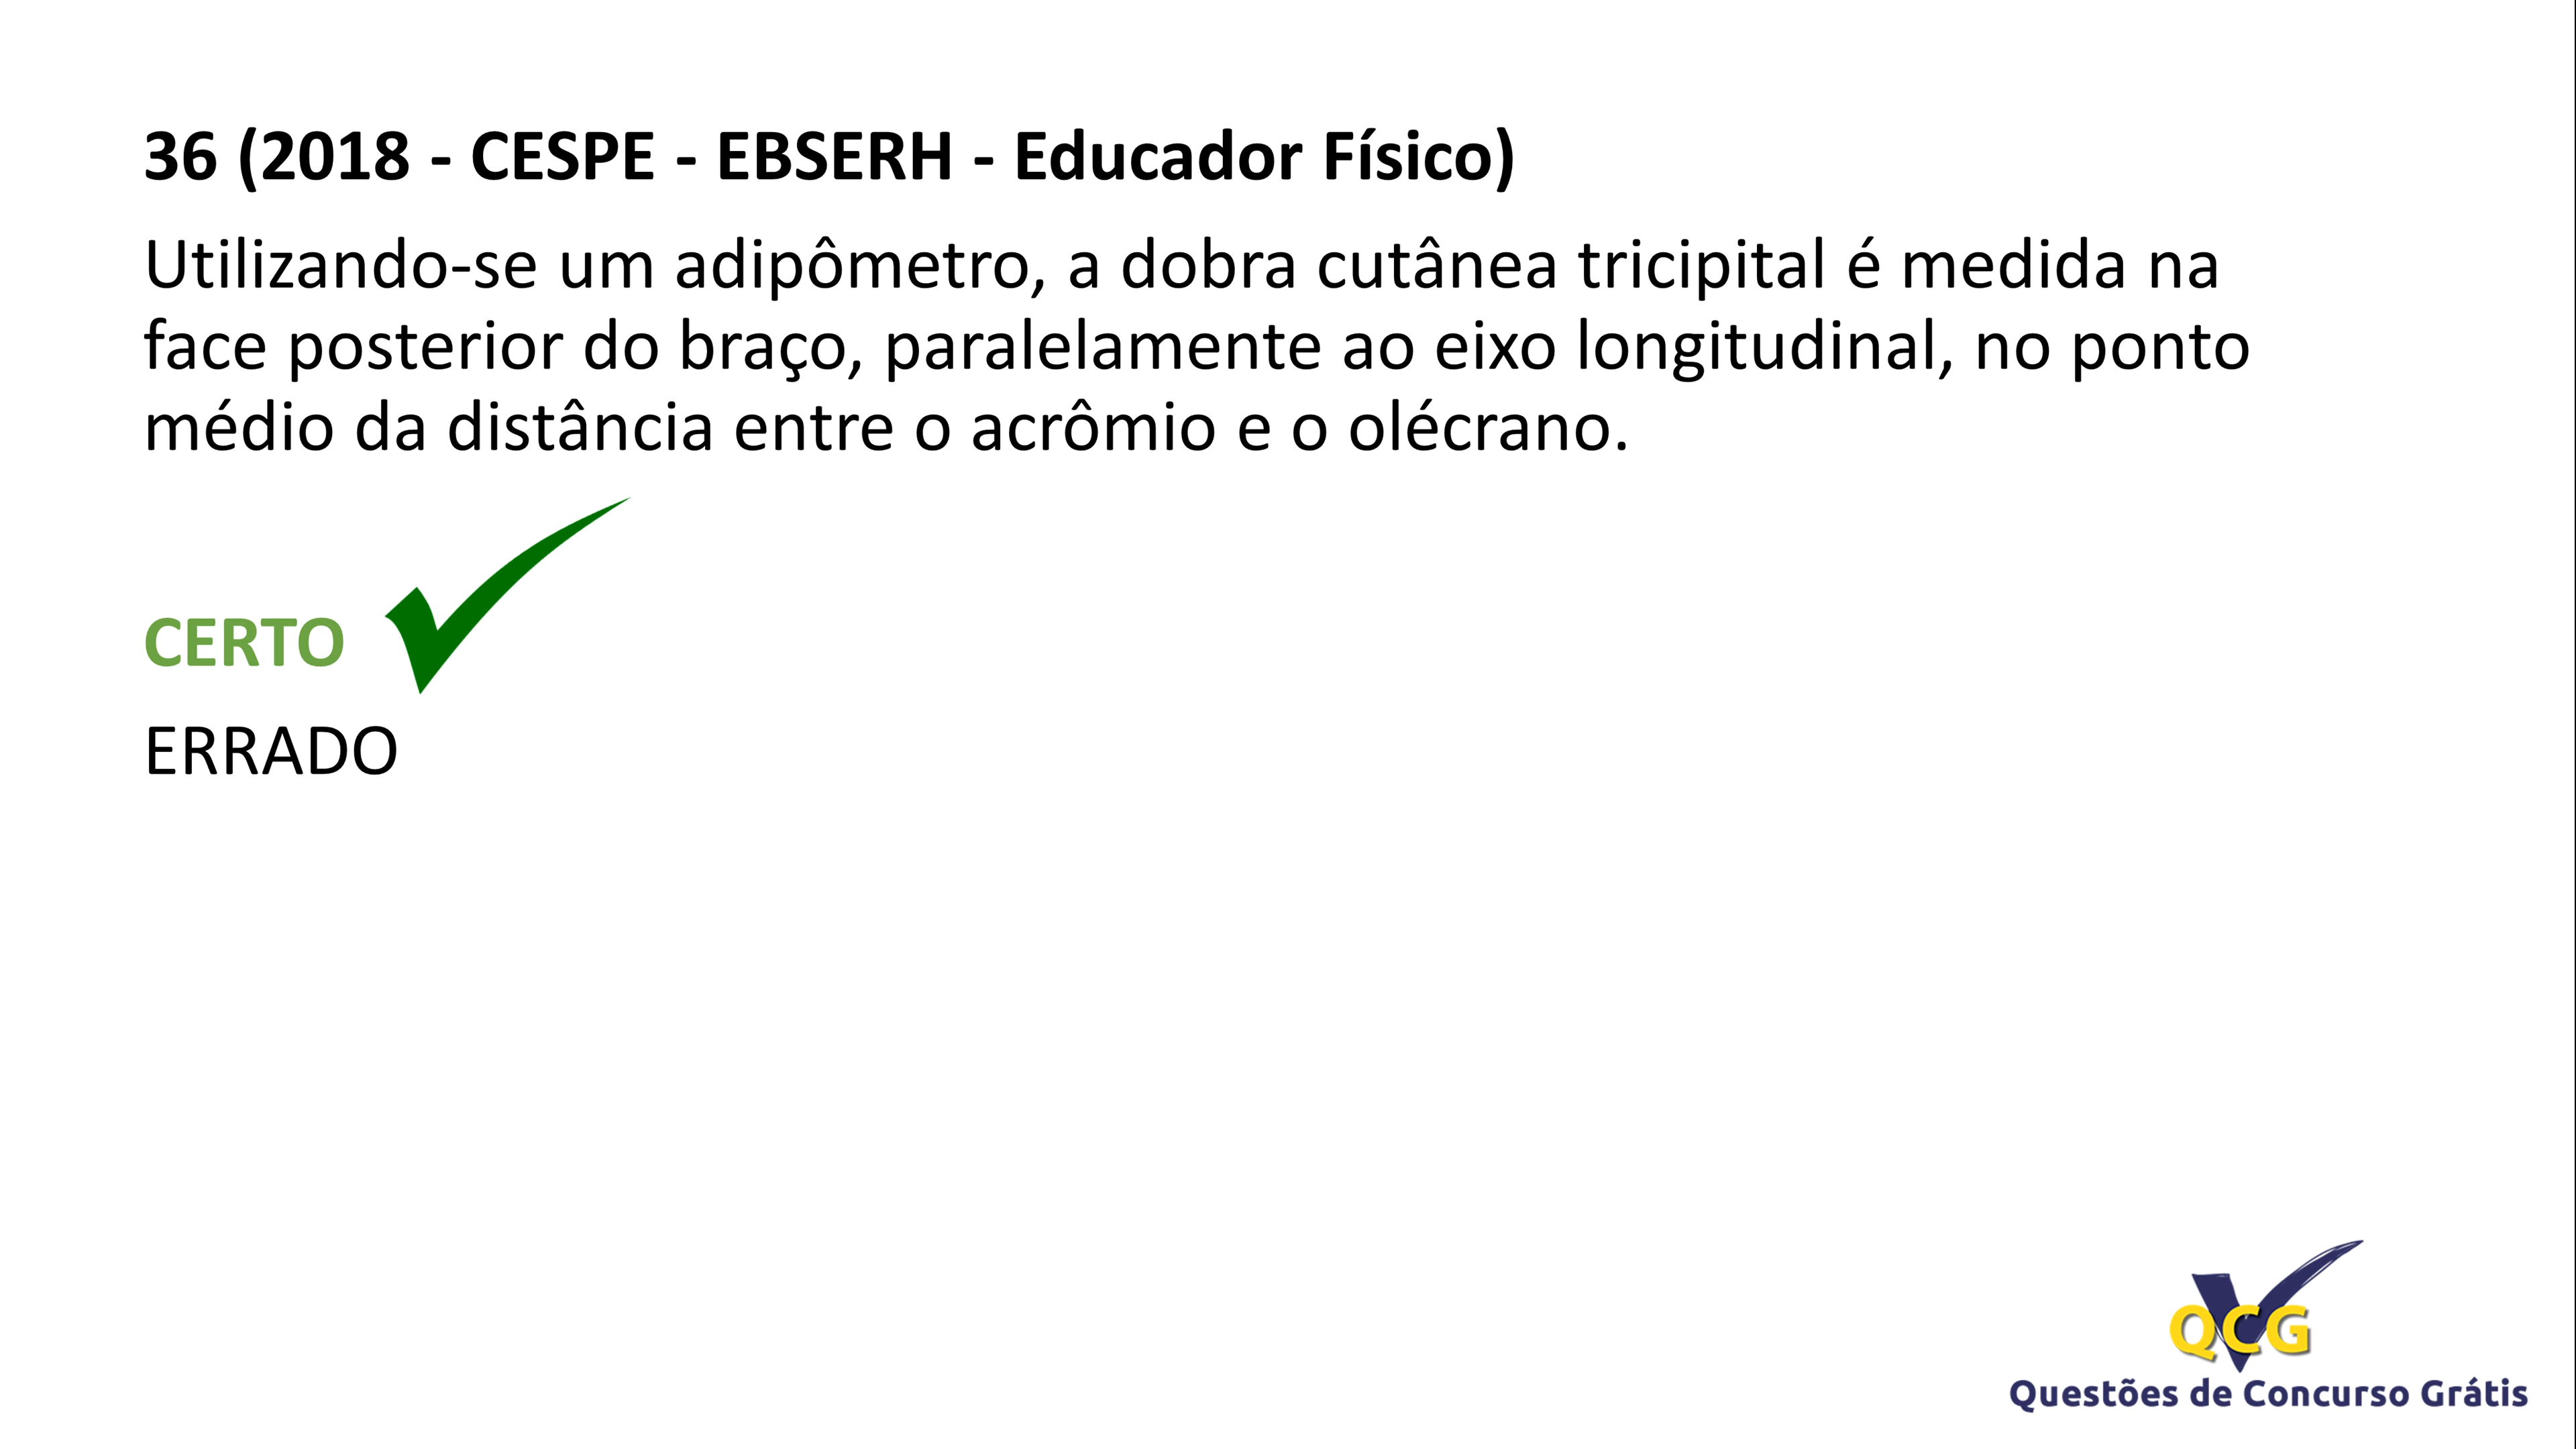 36 (2018 - CESPE - EBSERH - Educador Físico)
Utilizando-se um adipômetro, a dobra cutânea tricipital é medida na
face posterior do braço, paralelamente ao eixo longitudinal, no ponto
médio da distância entre o acrômio e o olécrano.
CERTO
ERRADO
QCG
Questões de Concurso Grátis